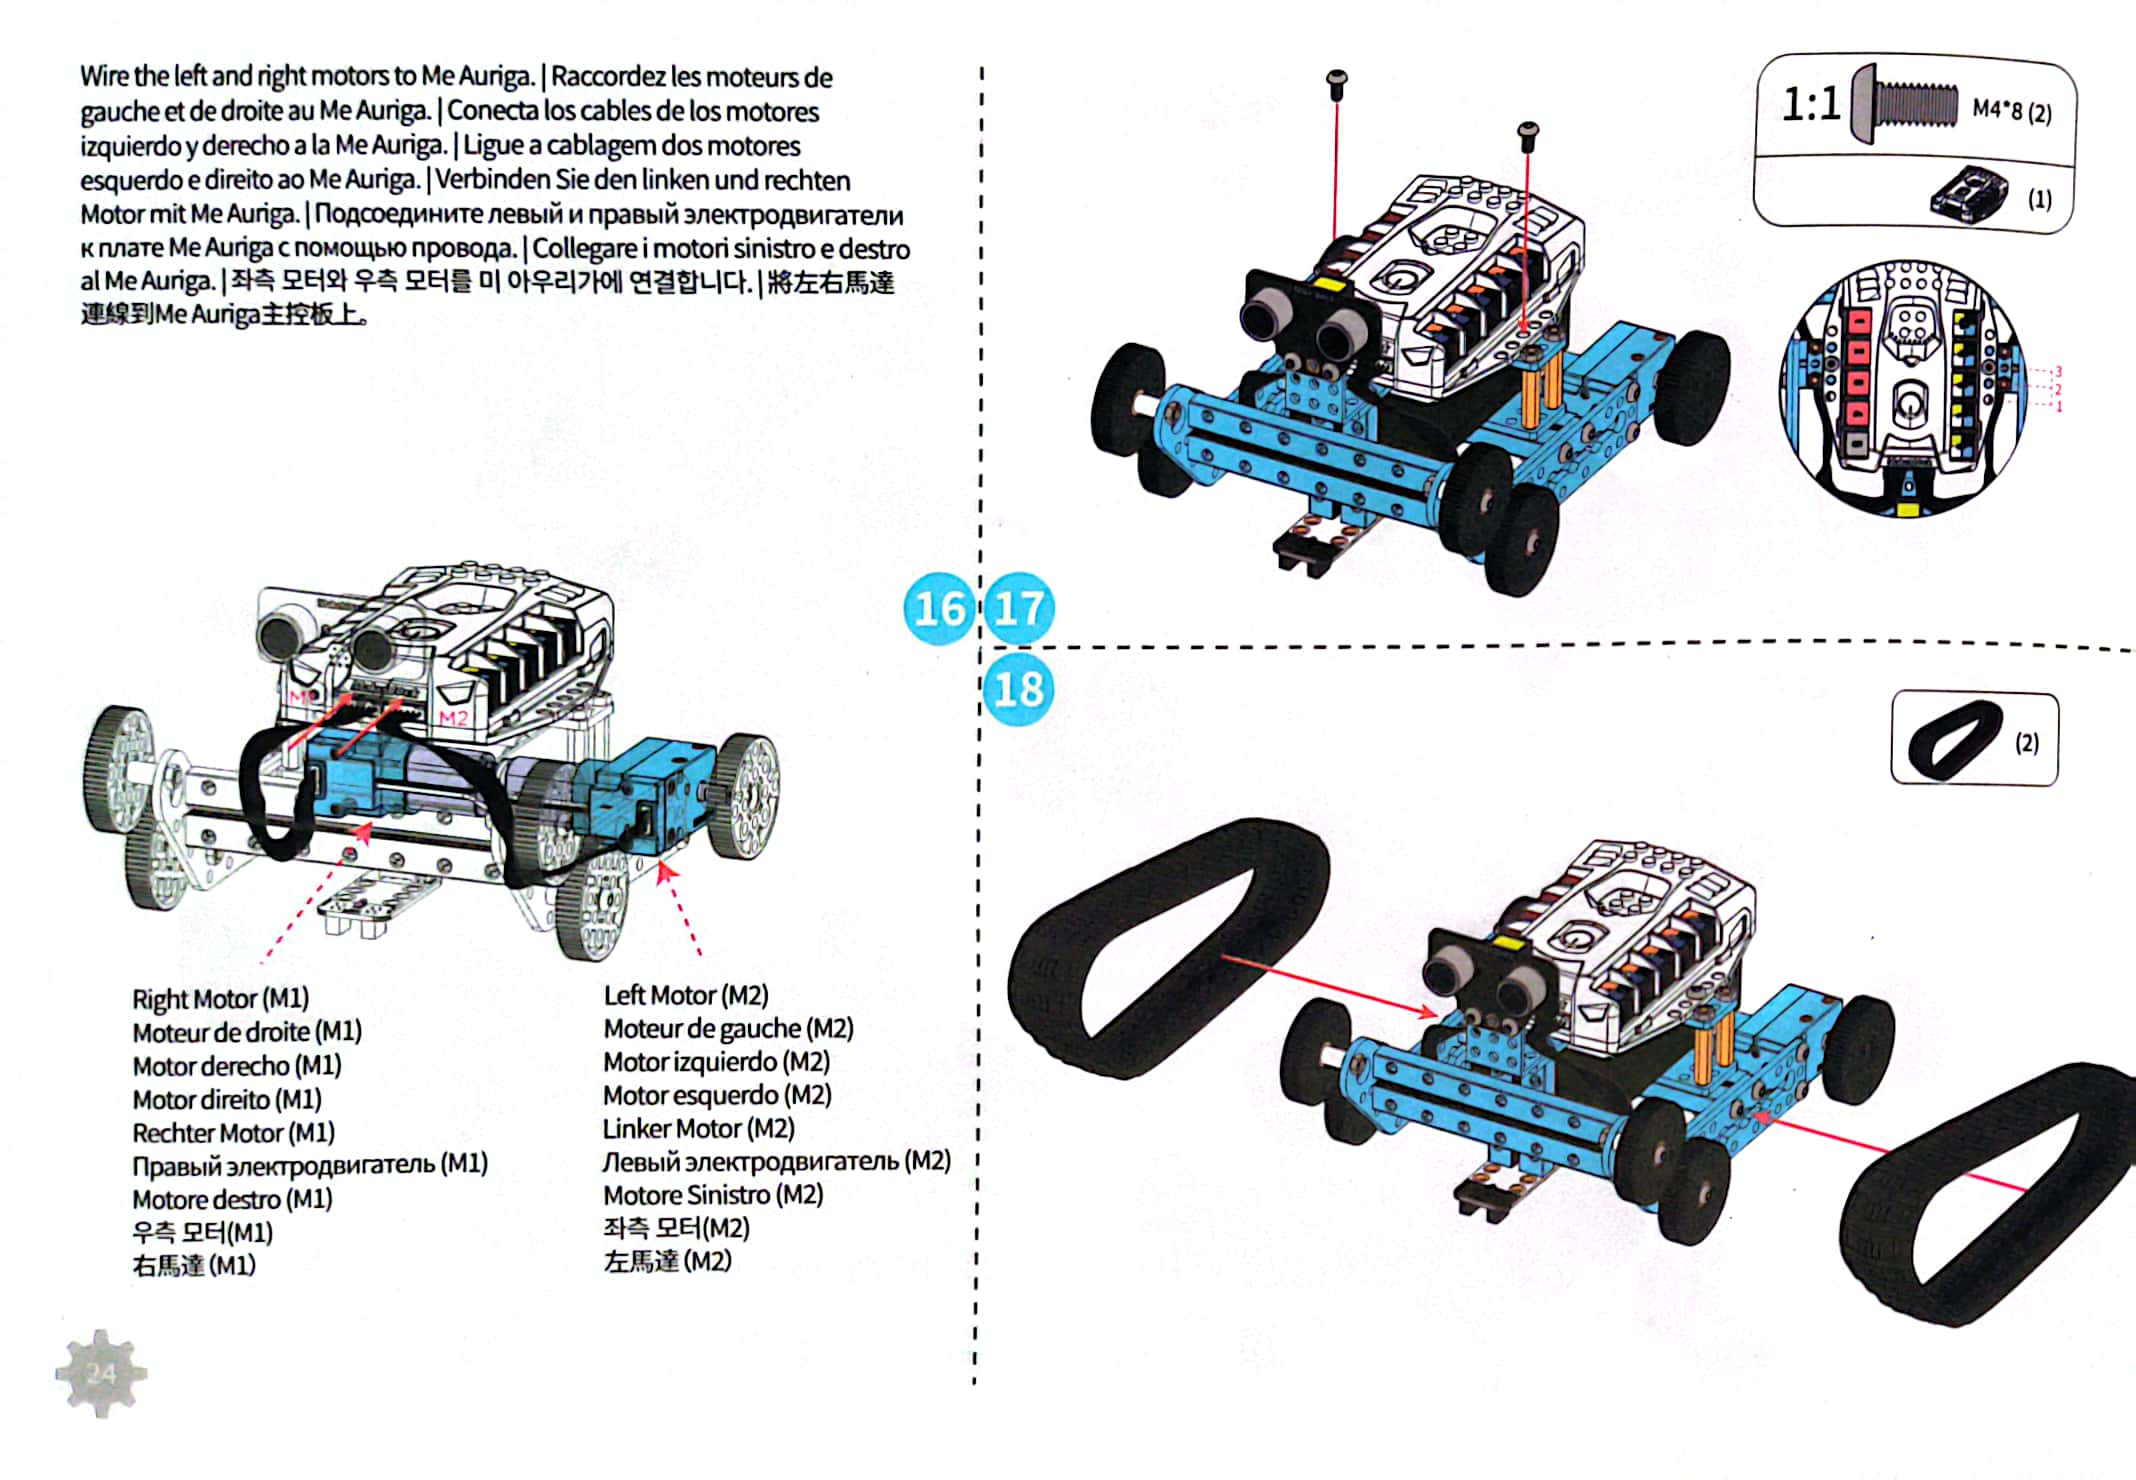 Wire the left and right motors to Me Auriga. | Raccordez les moteurs de
gauche et de droite au Me Auriga. | Conecta los cables de los motores
izquierdo y derecho a la Me Auriga. | Ligue a cablagem dos motores
esquerdo e direito ao Me Auriga. | Verbinden Sie den linken und rechten
Motor mit Me Auriga. | Подсоедините левый и правый электродвигатели
к плате Me Auriga с помощью провода. | Collegare i motori sinistro e destro
al Me Auriga. | 좌측 모터와 우측 모터를 미 아우리가에 연결합니다. | 將左右馬達
連線到Me Auriga主控板上。
M1
M2
Right Motor (M1)
Moteur de droite (M1)
Motor derecho (M1)
Motor direito (M1)
Rechter Motor (M1)
Правый электродвигатель (M1)
Motore destro (M1)
우측 모터(M1)
右馬達 (M1)
Left Motor (M2)
Moteur de gauche (M2)
Motor izquierdo (M2)
Motor esquerdo (M2)
Linker Motor (M2)
Левый электродвигатель (M2)
Motore Sinistro (M2)
좌측 모터(M2)
左馬達 (M2)
24
16
17
1:1 M4*8 (2)
(1)
3
2
1
18
(2)